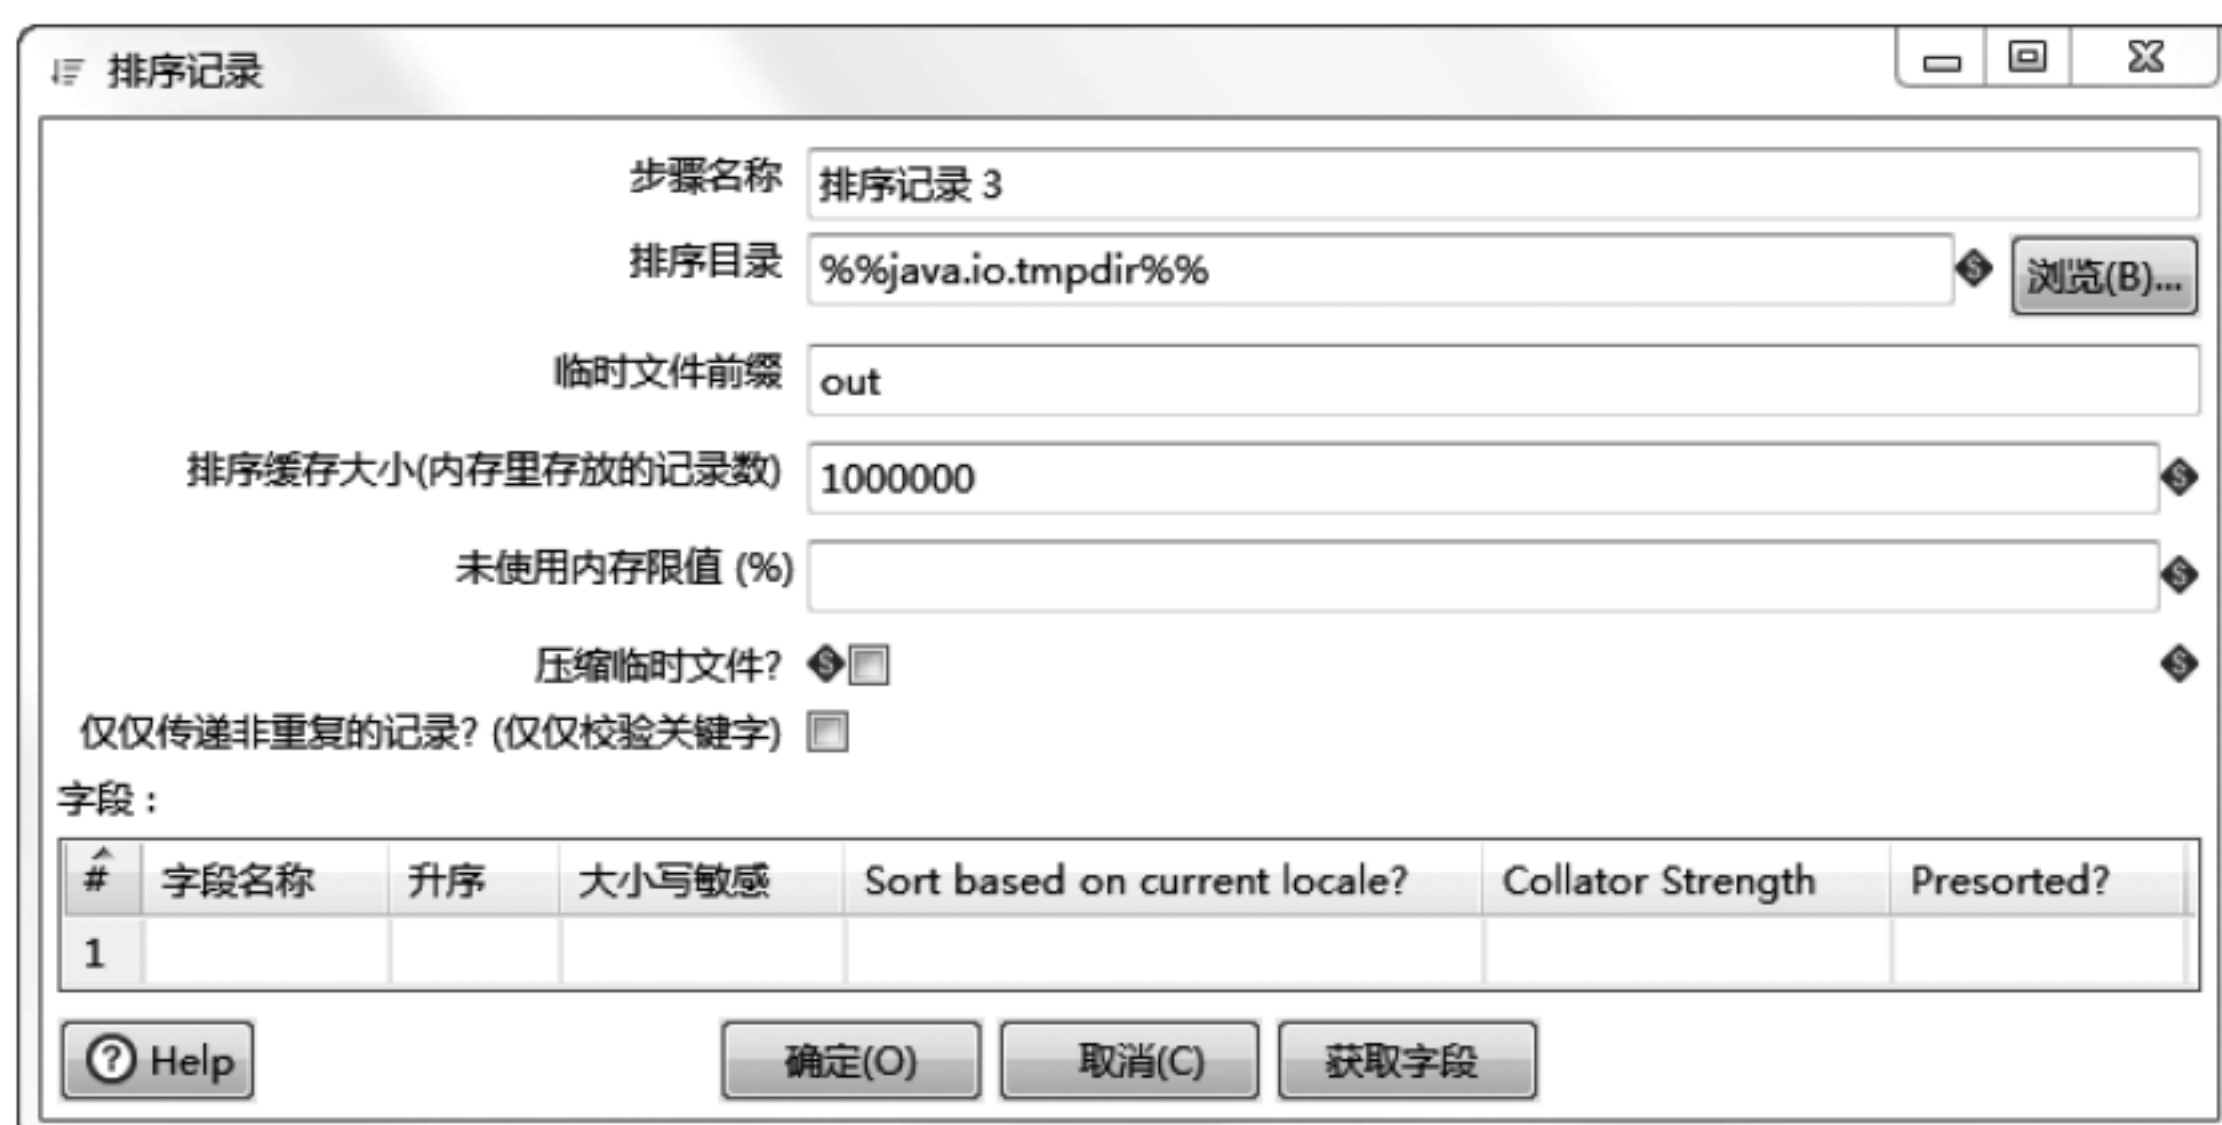 排序记录
步骤名称 排序记录 3
排序目录 %%java.io.tmpdir%% 浏览(B)...
临时文件前缀 out
排序缓存大小(内存里存放的记录数) 1000000
未使用内存限值 (%)
压缩临时文件?
仅仅传递非重复的记录? (仅仅校验关键字)
字段：
# 字段名称 升序 大小写敏感 Sort based on current locale? Collator Strength Presorted?
1
Help 确定(O) 取消(C) 获取字段